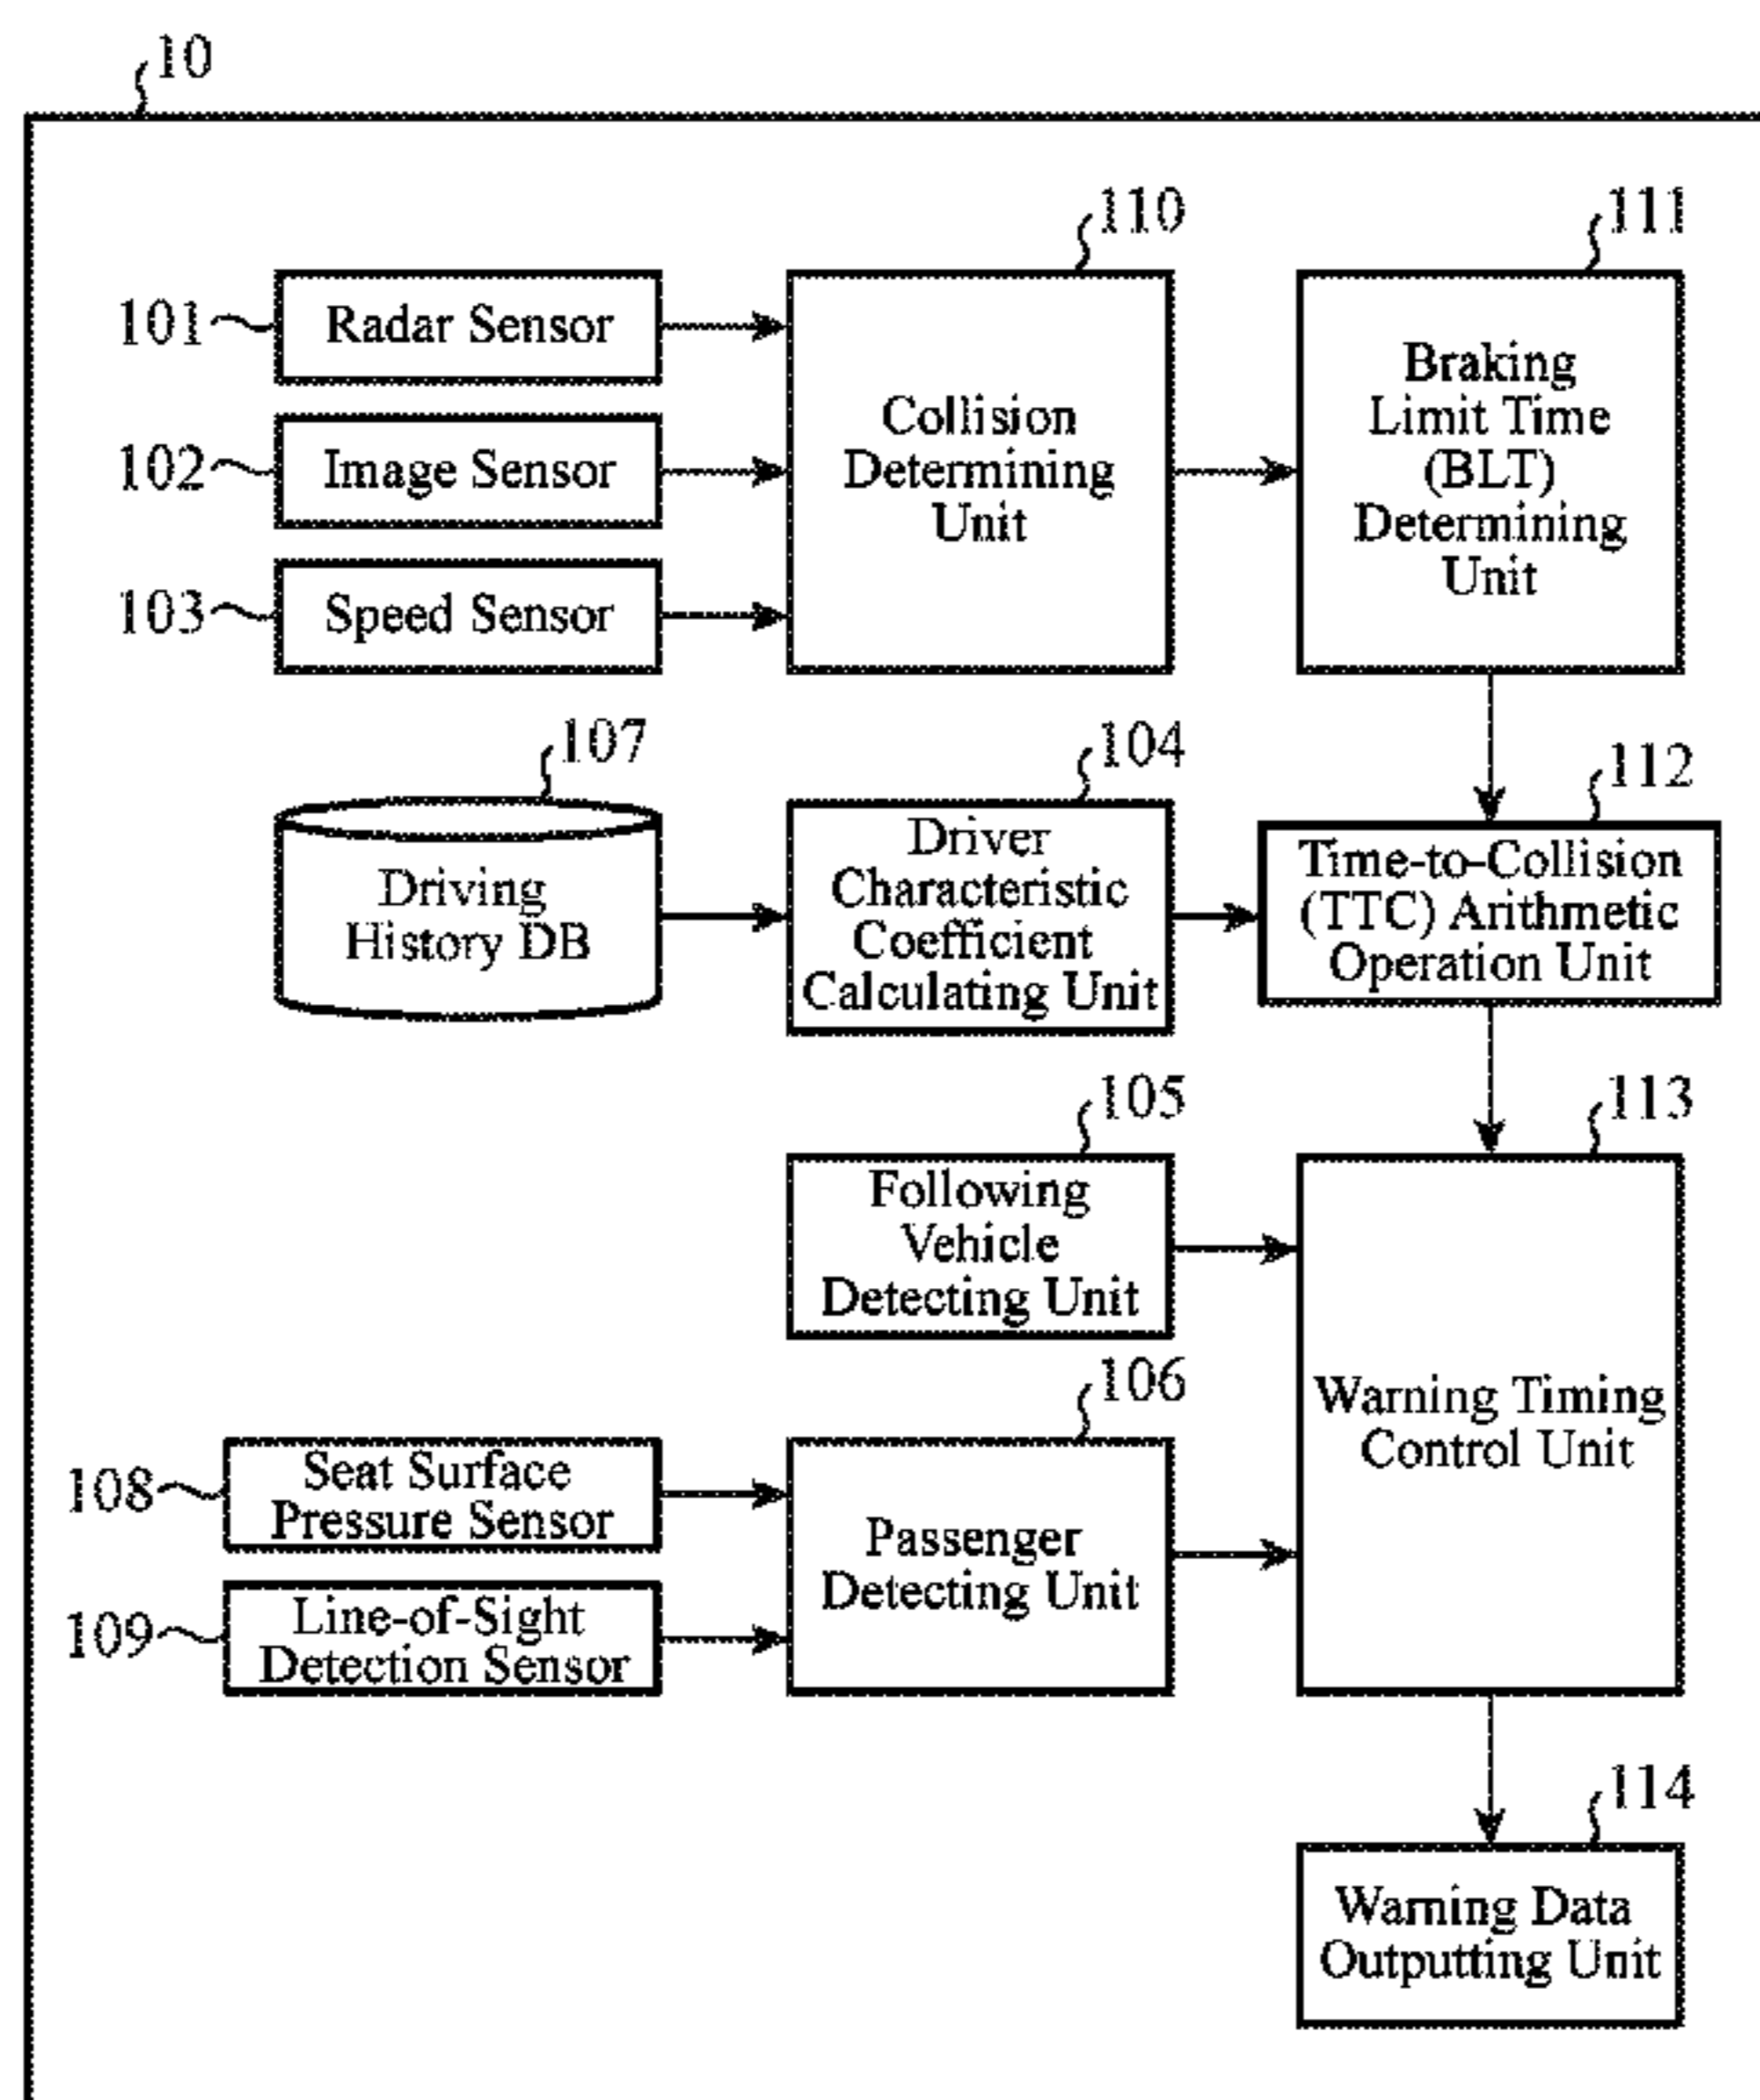 10
110
111
101
Radar Sensor
102
Image Sensor
103
Speed Sensor
Collision
Determining
Unit
Braking
Limit Time
(BLT)
Determining
Unit
107
104
112
Driving
History DB
Driver
Characteristic
Coefficient
Calculating Unit
Time-to-Collision
(TTC) Arithmetic
Operation Unit
105
113
Following
Vehicle
Detecting Unit
106
Warning Timing
Control Unit
108
Seat Surface
Pressure Sensor
109
Line-of-Sight
Detection Sensor
Passenger
Detecting Unit
114
Warning Data
Outputting Unit